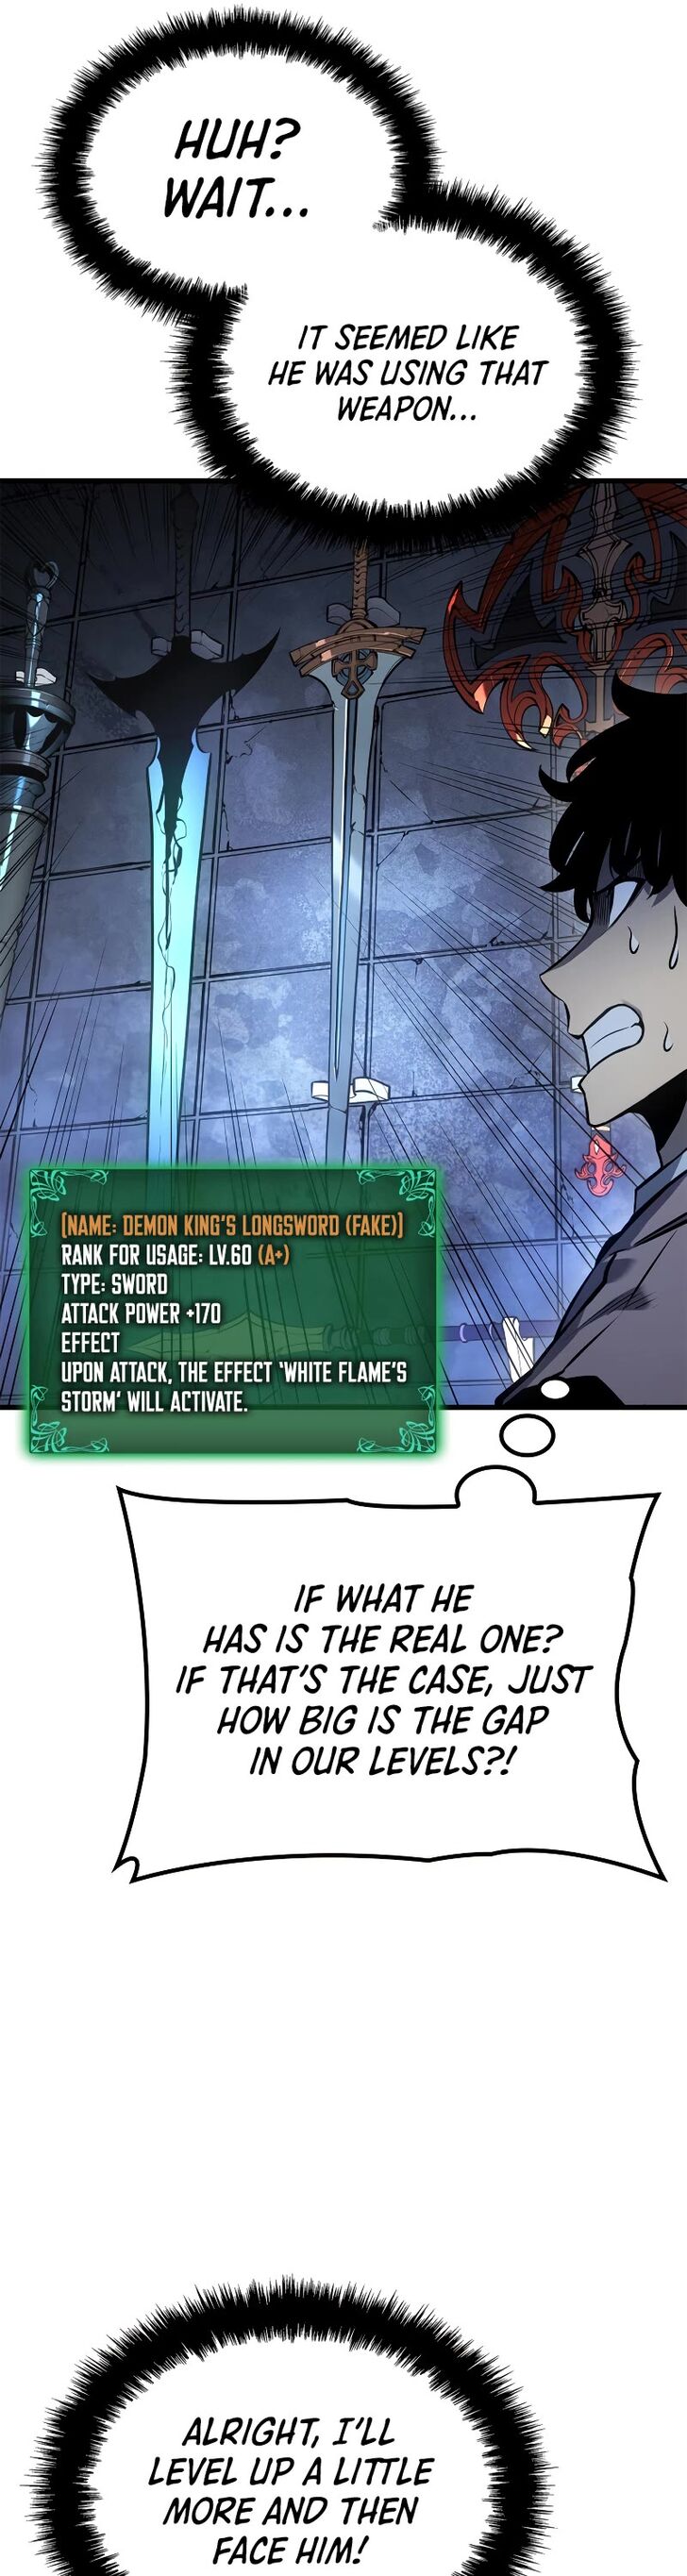 HUH?
WAIT...
IT SEEMED LIKE
HE WAS USING THAT
WEAPON...
[NAME: DEMON KING'S LONGSWORD (FAKE)]
RANK FOR USAGE: LV.60 (A+)
TYPE: SWORD
ATTACK POWER +170
EFFECT
UPON ATTACK, THE EFFECT 'WHITE FLAME'S
STORM' WILL ACTIVATE.
IF WHAT HE
HAS IS THE REAL ONE?
IF THAT'S THE CASE, JUST
HOW BIG IS THE GAP
IN OUR LEVELS?!
ALRIGHT, I'LL
LEVEL UP A LITTLE
MORE AND THEN
FACE HIM!